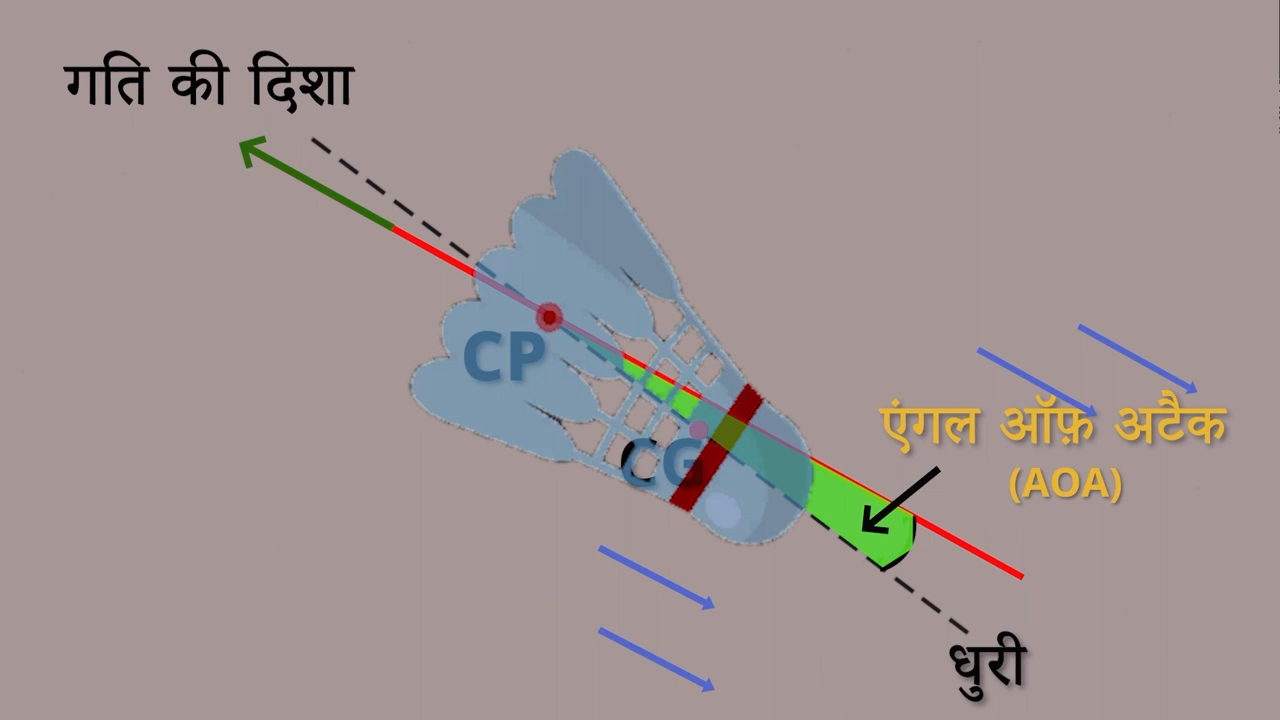 गति की दिशा
CP
एंगल ऑफ़ अटैक
(AOA)
CG
धुरी